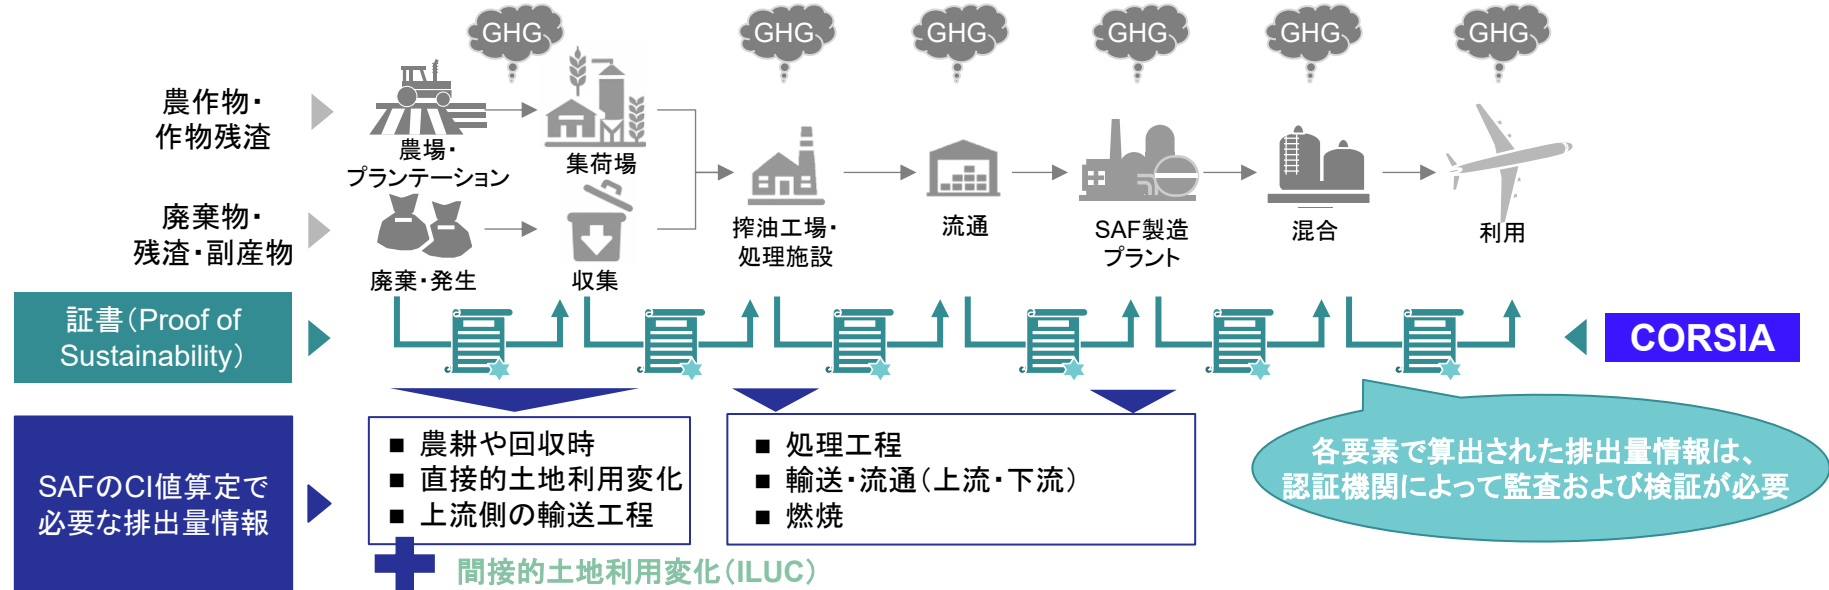 GHG
GHG
GHG
GHG
GHG
GHG
農作物・
作物残渣
農場・
プランテーション
集荷場
廃棄物・
残渣・副産物
廃棄・発生
収集
搾油工場・
処理施設
流通
SAF製造
プラント
混合
利用
証書（Proof of
Sustainability）
CORSIA
SAFのCI値算定で
必要な排出量情報
■ 農耕や回収時
■ 直接的土地利用変化
■ 上流側の輸送工程
間接的土地利用変化（ILUC）
■ 処理工程
■ 輸送・流通（上流・下流）
■ 燃焼
各要素で算出された排出量情報は、
認証機関によって監査および検証が必要